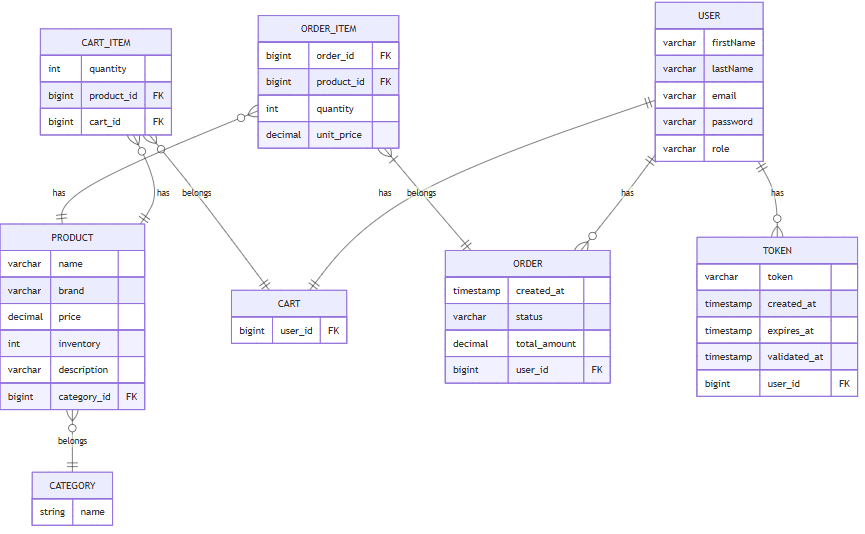 USER
varchar firstName
varchar lastName
varchar email
varchar password
varchar role
ORDER_ITEM
bigint order_id FK
bigint product_id FK
int quantity
decimal unit_price
CART_ITEM
int quantity
bigint product_id FK
bigint cart_id FK
has
has
belongs
has
belongs
has
has
PRODUCT
varchar name
varchar brand
decimal price
int inventory
varchar description
bigint category_id FK
CART
bigint user_id FK
ORDER
timestamp created_at
varchar status
decimal total_amount
bigint user_id FK
TOKEN
varchar token
timestamp created_at
timestamp expires_at
timestamp validated_at
bigint user_id FK
belongs
CATEGORY
string name